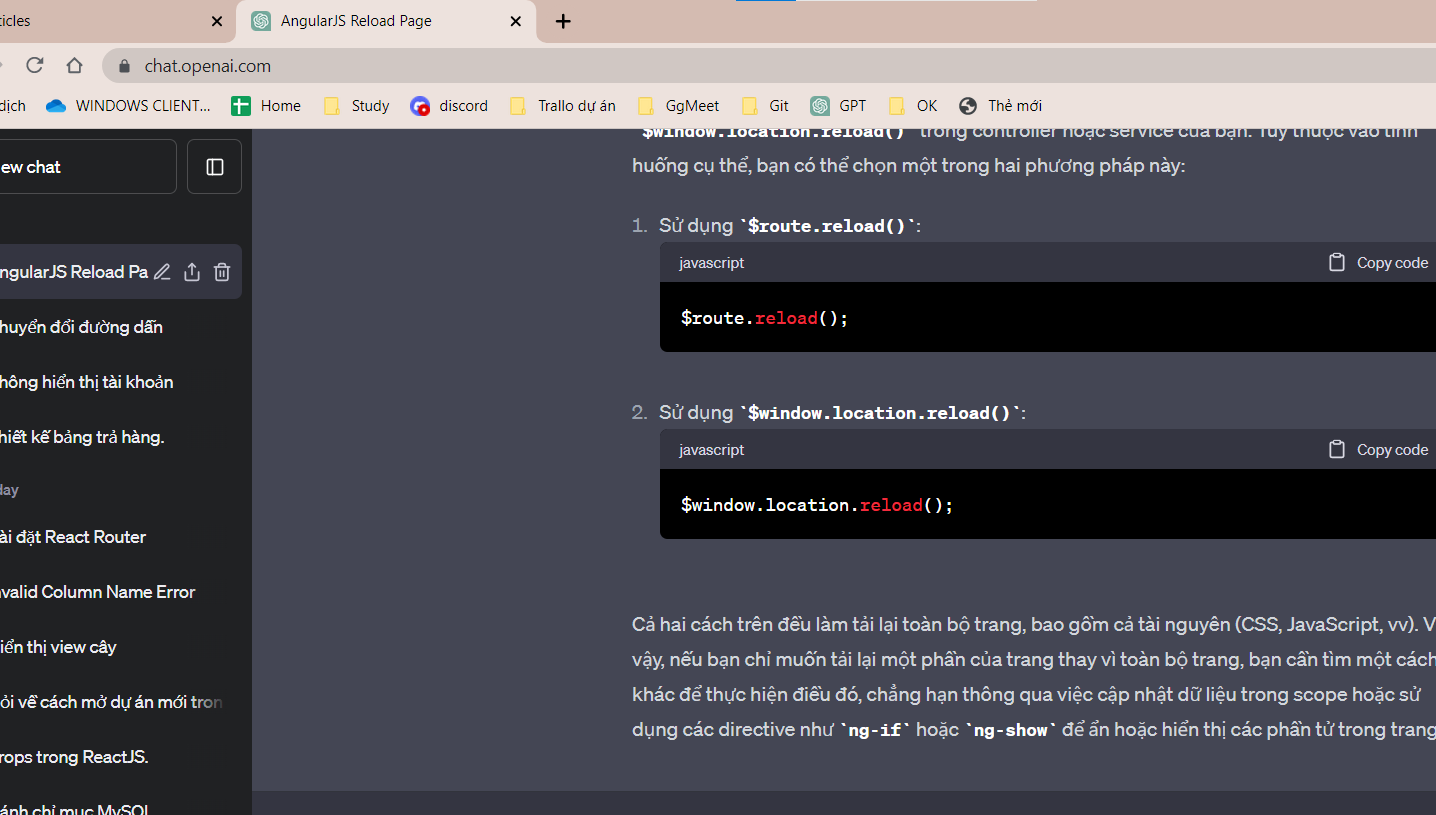 ticles
AngularJS Reload Page
chat.openai.com
dịch
WINDOWS CLIENT...
Home
Study
discord
Trallo dự án
GgMeet
Git
GPT
OK
Thẻ mới
ew chat
ngularJS Reload Pa
huyển đổi đường dẫn
hông hiển thị tài khoản
hiết kế bảng trả hàng.
day
ài đặt React Router
nvalid Column Name Error
iển thị view cây
ỏi về cách mở dự án mới tron
rops trong ReactJS.
ánh chỉ mục MySQL
`$window.location.reload()` trong controller hoặc service của bạn. Tùy thuộc vào tình
huống cụ thể, bạn có thể chọn một trong hai phương pháp này:
1. Sử dụng `$route.reload()`:
javascript
Copy code
$route.reload();
2. Sử dụng `$window.location.reload()`:
javascript
Copy code
$window.location.reload();
Cả hai cách trên đều làm tải lại toàn bộ trang, bao gồm cả tài nguyên (CSS, JavaScript, vv). V
vậy, nếu bạn chỉ muốn tải lại một phần của trang thay vì toàn bộ trang, bạn cần tìm một cách
khác để thực hiện điều đó, chẳng hạn thông qua việc cập nhật dữ liệu trong scope hoặc sử
dụng các directive như `ng-if` hoặc `ng-show` để ẩn hoặc hiển thị các phần tử trong trang